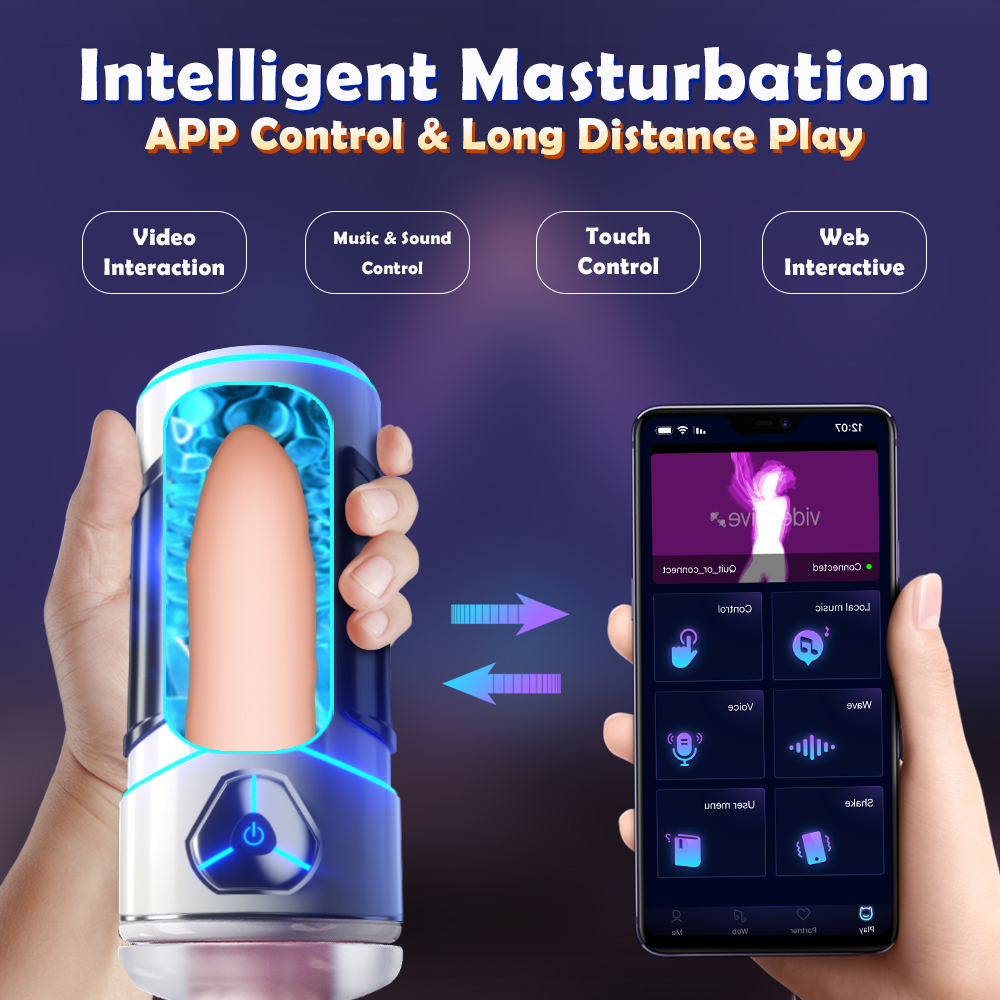 Intelligent Masturbation
APP Control & Long Distance Play
Video
Interaction
Music & Sound
Control
Touch
Control
Web
Interactive
12:07
Connected
Quit_or_connect
Control
Local music
Voice
Wave
User menu
Shake
Me
Web
Partner
Play